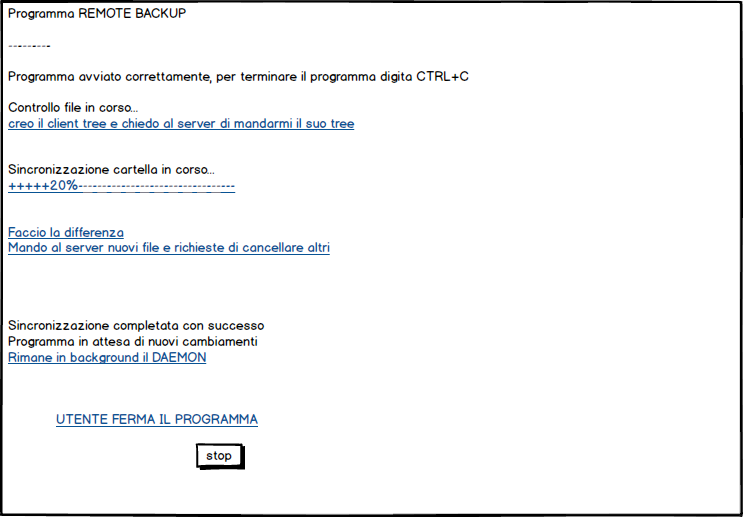 Programma REMOTE BACKUP
---------
Programma avviato correttamente, per terminare il programma digita CTRL+C
Controllo file in corso...
creo il client tree e chiedo al server di mandarmi il suo tree
Sincronizzazione cartella in corso...
+++++20%---------------------------------
Faccio la differenza
Mando al server nuovi file e richieste di cancellare altri
Sincronizzazione completata con successo
Programma in attesa di nuovi cambiamenti
Rimane in background il DAEMON
UTENTE FERMA IL PROGRAMMA
stop